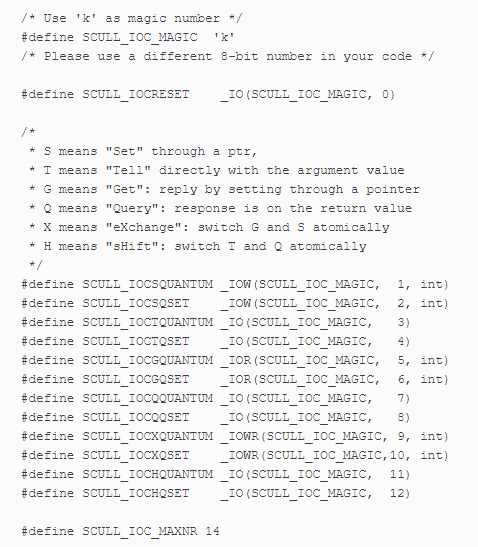 /* Use 'k' as magic number */
#define SCULL_IOC_MAGIC  'k'
/* Please use a different 8-bit number in your code */

#define SCULL_IOCRESET    _IO(SCULL_IOC_MAGIC, 0)

/*
 * S means "Set" through a ptr,
 * T means "Tell" directly with the argument value
 * G means "Get": reply by setting through a pointer
 * Q means "Query": response is on the return value
 * X means "eXchange": switch G and S atomically
 * H means "sHift": switch T and Q atomically
 */
#define SCULL_IOCSQUANTUM _IOW(SCULL_IOC_MAGIC,  1, int)
#define SCULL_IOCSQSET    _IOW(SCULL_IOC_MAGIC,  2, int)
#define SCULL_IOCTQUANTUM _IO(SCULL_IOC_MAGIC,   3)
#define SCULL_IOCTQSET    _IO(SCULL_IOC_MAGIC,   4)
#define SCULL_IOCGQUANTUM _IOR(SCULL_IOC_MAGIC,  5, int)
#define SCULL_IOCGQSET    _IOR(SCULL_IOC_MAGIC,  6, int)
#define SCULL_IOCQQUANTUM _IO(SCULL_IOC_MAGIC,   7)
#define SCULL_IOCQQSET    _IO(SCULL_IOC_MAGIC,   8)
#define SCULL_IOCXQUANTUM _IOWR(SCULL_IOC_MAGIC, 9, int)
#define SCULL_IOCXQSET    _IOWR(SCULL_IOC_MAGIC,10, int)
#define SCULL_IOCHQUANTUM _IO(SCULL_IOC_MAGIC,  11)
#define SCULL_IOCHQSET    _IO(SCULL_IOC_MAGIC,  12)

#define SCULL_IOC_MAXNR 14